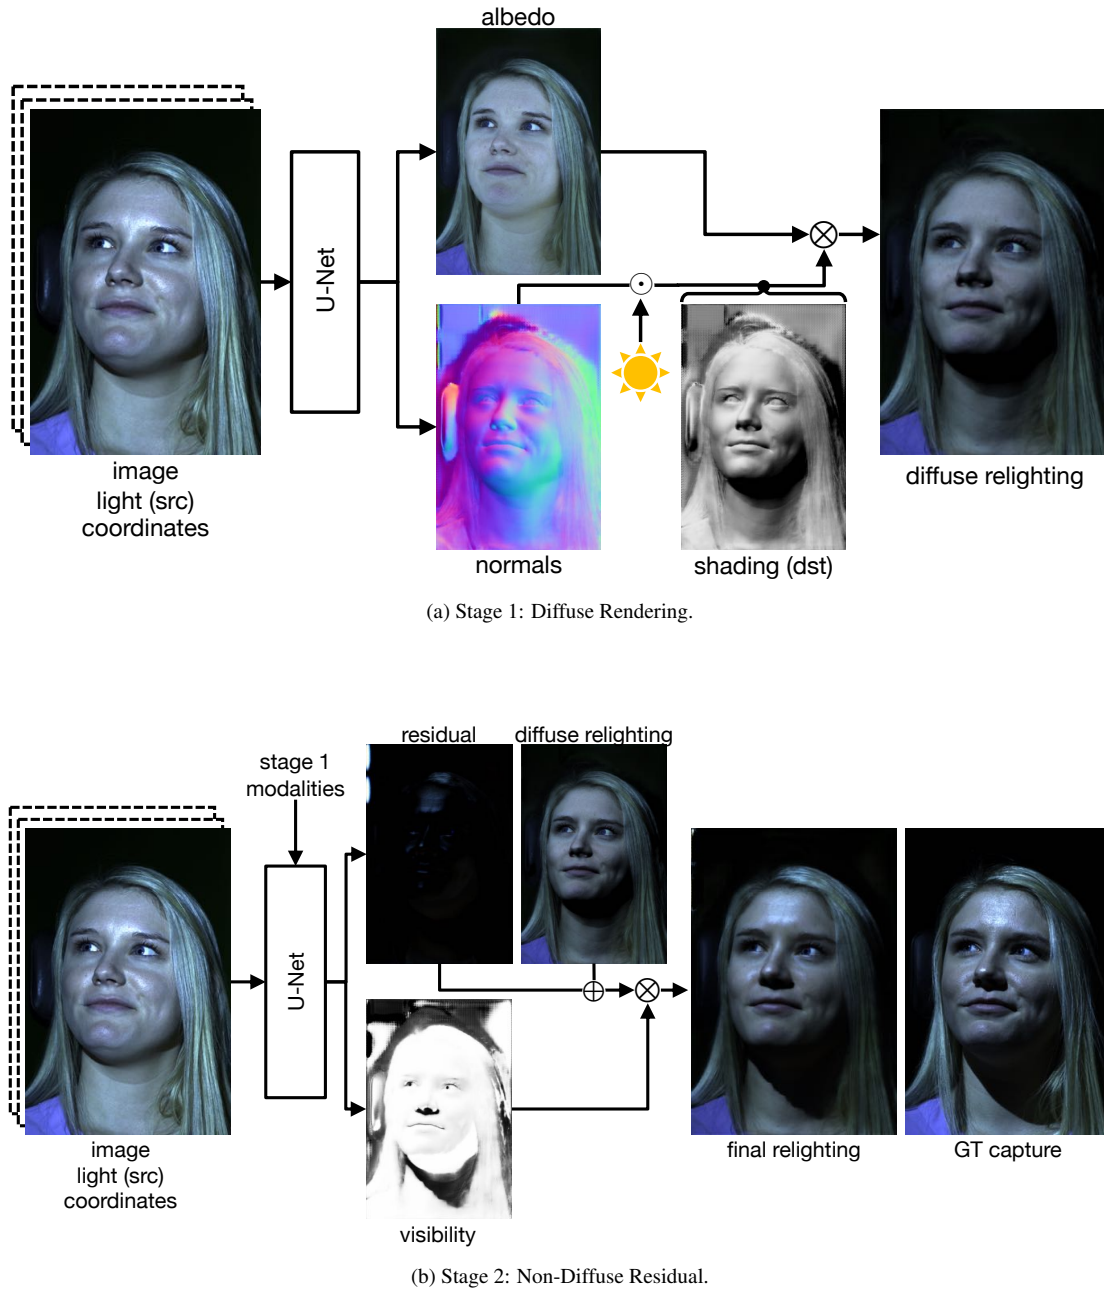 albedo
U-Net
image
light (src)
coordinates
normals
shading (dst)
diffuse relighting
(a) Stage 1: Diffuse Rendering.
residual
diffuse relighting
stage 1
modalities
U-Net
image
light (src)
coordinates
visibility
final relighting
GT capture
(b) Stage 2: Non-Diffuse Residual.